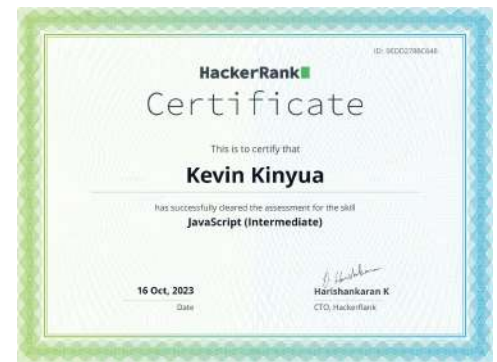 HackerRank
Certificate
This is to certify that
Kevin Kinyua
has successfully cleared the assessment for the skill
JavaScript (Intermediate)
16 Oct, 2023
Harishankaran K
Date
CTO, HackerRank